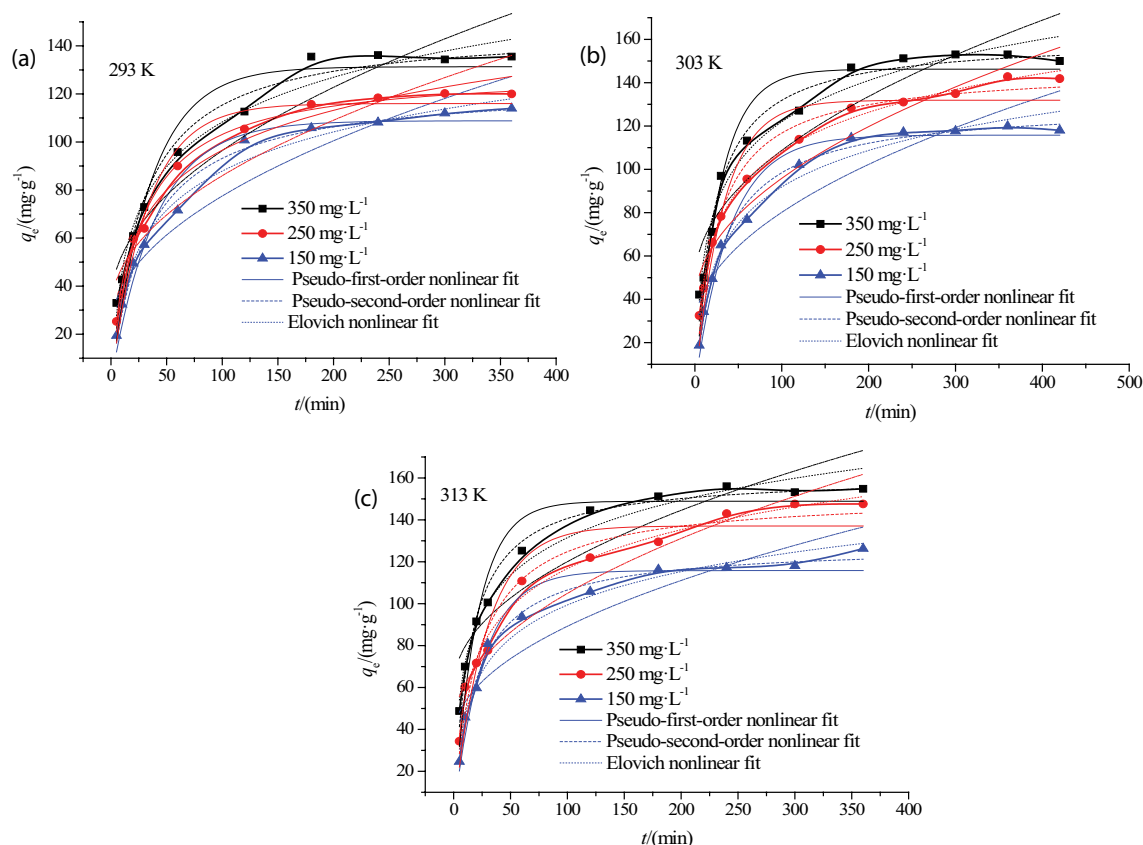 (a)
293 K
140
120
100
80
60
40
20
qe/(mg·g-1)
350 mg·L-1
250 mg·L-1
150 mg·L-1
Pseudo-first-order nonlinear fit
Pseudo-second-order nonlinear fit
Elovich nonlinear fit
0 50 100 150 200 250 300 350 400
t/(min)
(b)
303 K
160
140
120
100
80
60
40
20
qe/(mg·g-1)
350 mg·L-1
250 mg·L-1
150 mg·L-1
Pseudo-first-order nonlinear fit
Pseudo-second-order nonlinear fit
Elovich nonlinear fit
0 100 200 300 400 500
t/(min)
(c)
313 K
160
140
120
100
80
60
40
20
qe/(mg·g-1)
350 mg·L-1
250 mg·L-1
150 mg·L-1
Pseudo-first-order nonlinear fit
Pseudo-second-order nonlinear fit
Elovich nonlinear fit
0 50 100 150 200 250 300 350 400
t/(min)